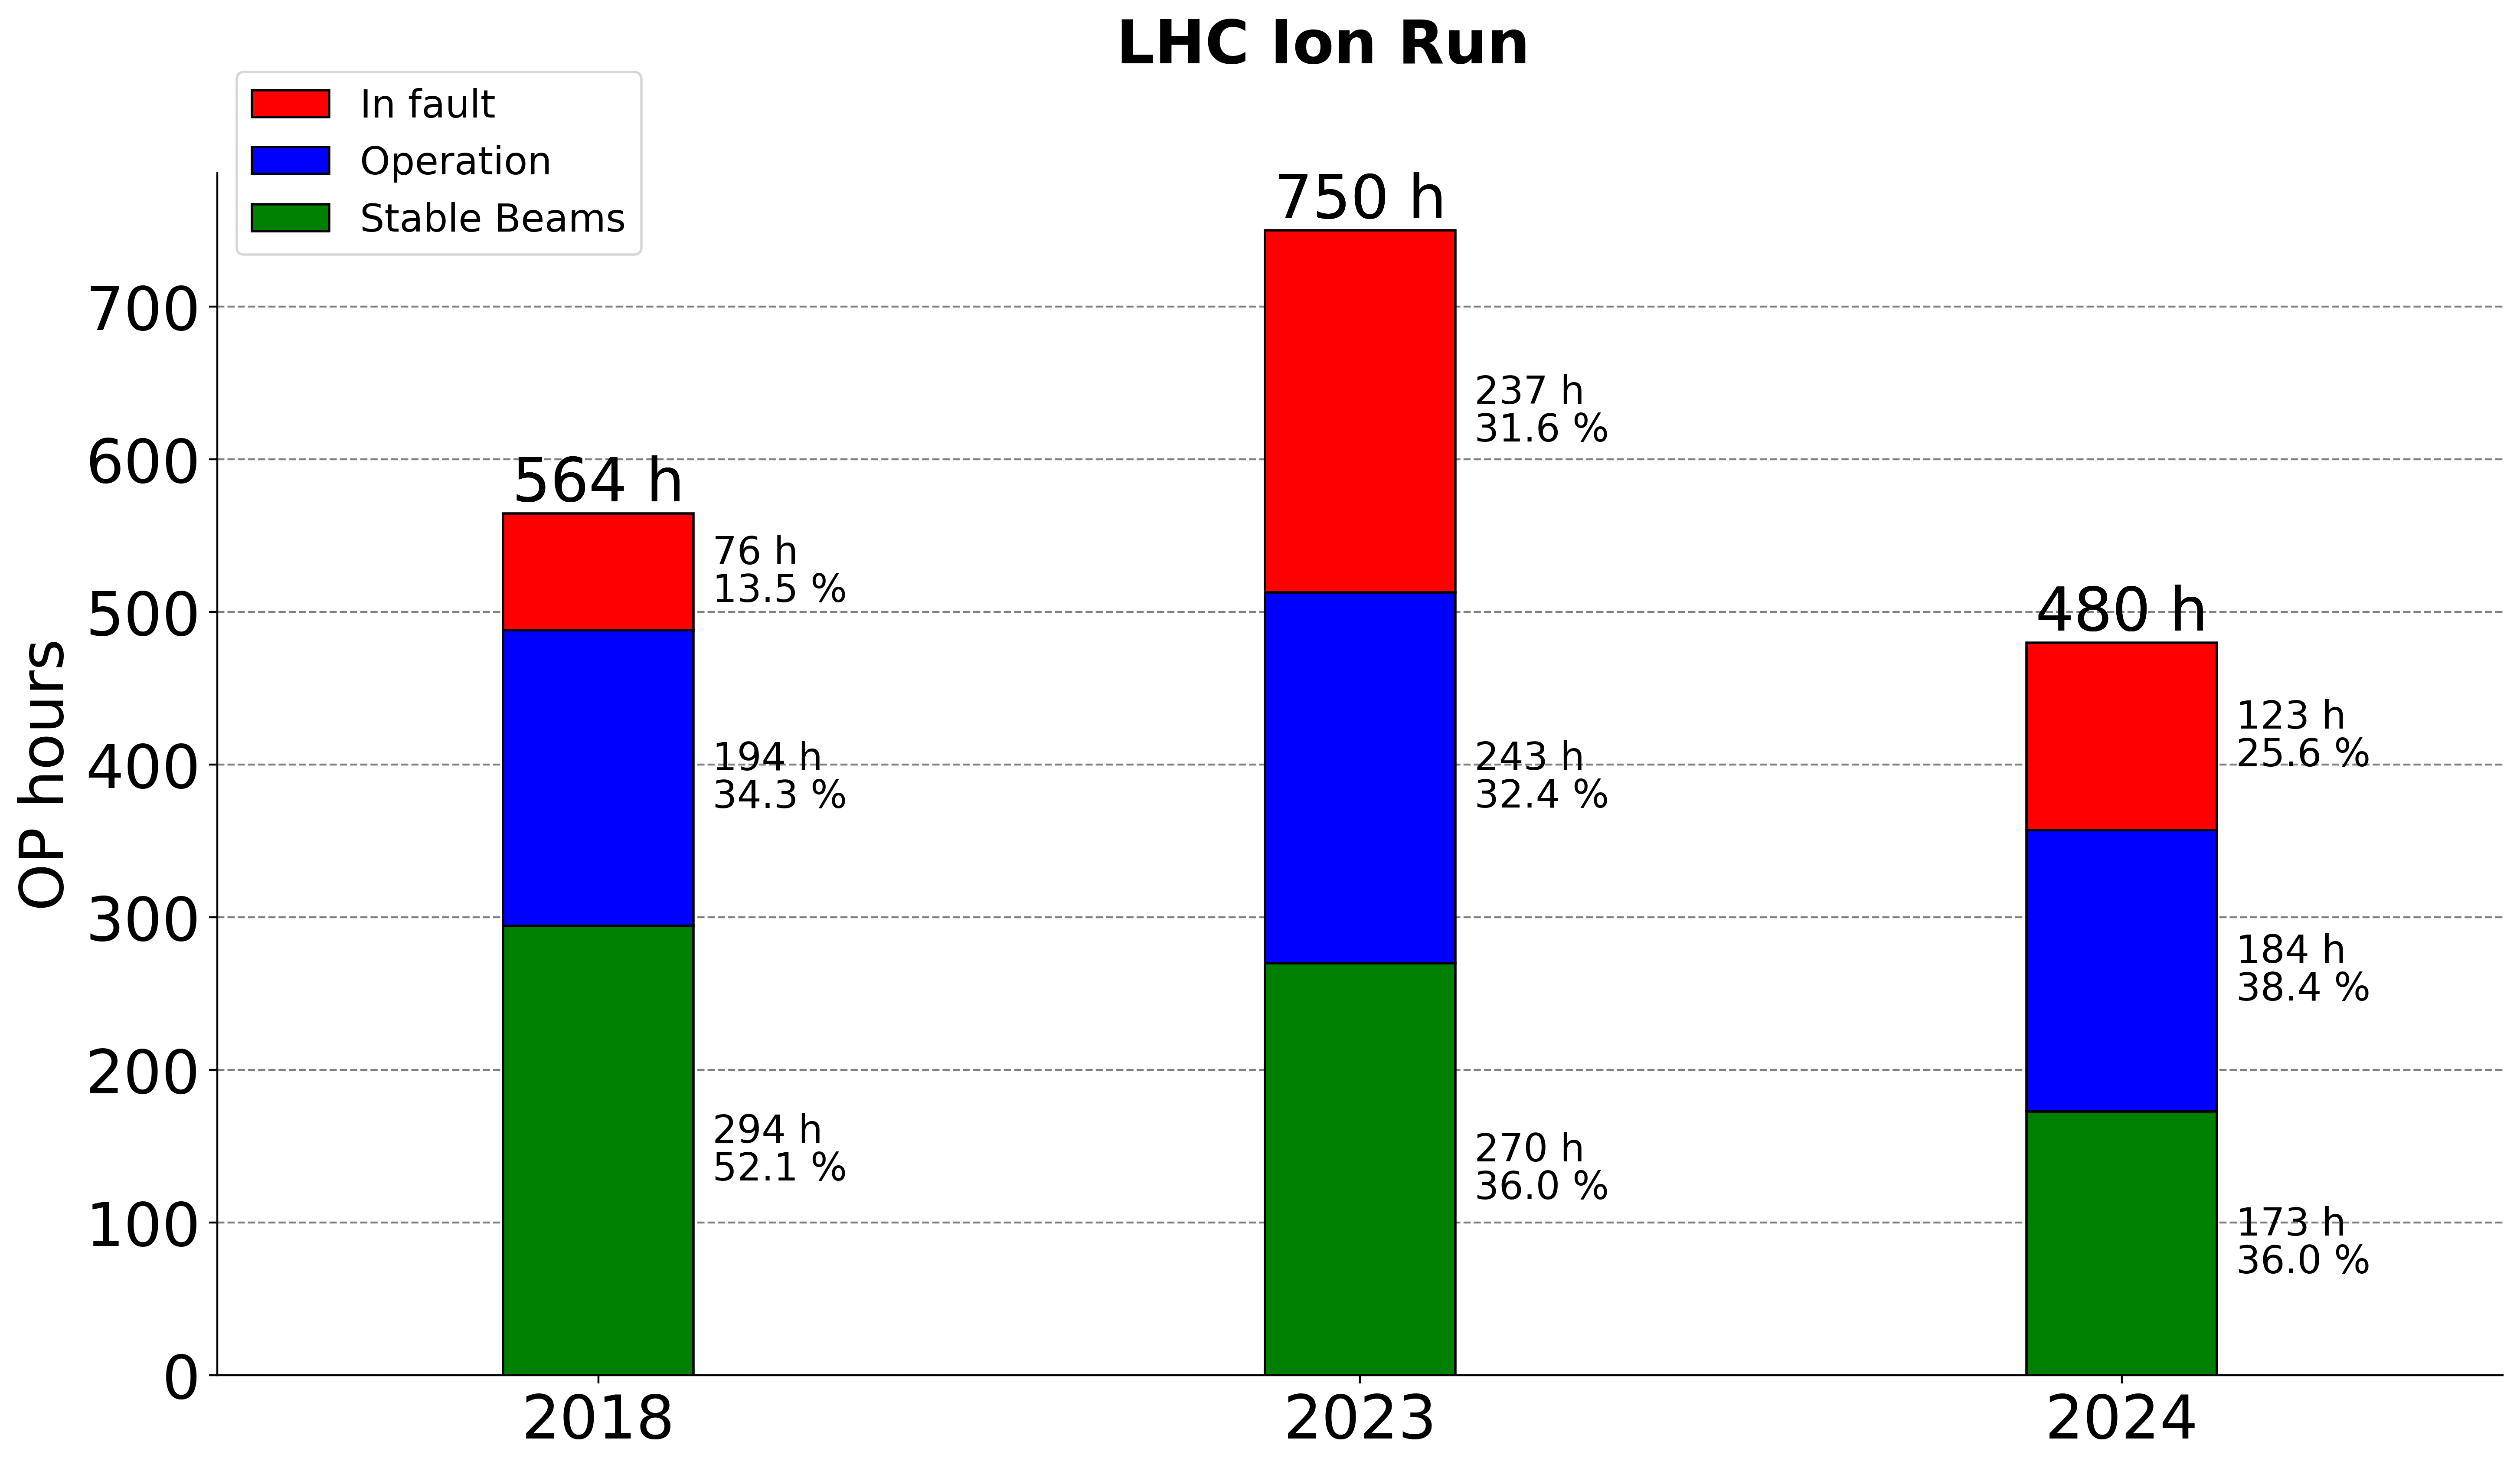 LHC Ion Run
In fault
Operation
Stable Beams
OP hours
700
600
500
400
300
200
100
0
564 h
76 h
13.5 %
194 h
34.3 %
294 h
52.1 %
750 h
237 h
31.6 %
243 h
32.4 %
270 h
36.0 %
480 h
123 h
25.6 %
184 h
38.4 %
173 h
36.0 %
2018
2023
2024